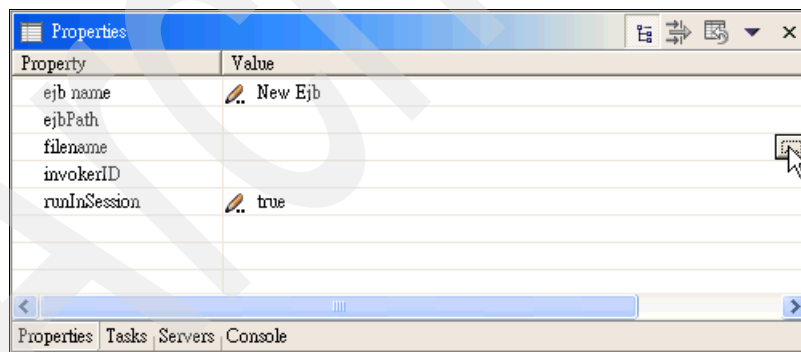 Properties
Property Value
ejb name New Ejb
ejbPath
filename
invokerID
runInSession true
Properties Tasks Servers Console